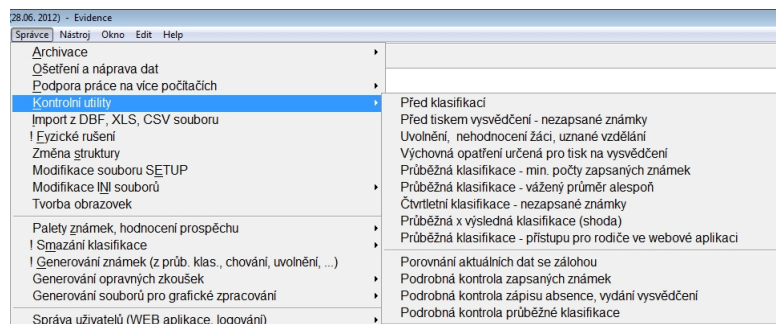 (28.06. 2012) - Evidence
Správce Nástroj Okno Edit Help
Archivace
Ošetření a náprava dat
Podpora práce na více počítačích
Kontrolní utility
Import z DBF, XLS, CSV souboru
! Fyzické rušení
Změna struktury
Modifikace souboru SETUP
Modifikace INI souborů
Tvorba obrazovek
Palety známek, hodnocení prospěchu
! Smazání klasifikace
! Generování známek (z průb. klas., chování, uvolnění, ...)
Generování opravných zkoušek
Generování souborů pro grafické zpracování
Správa uživatelů (WEB aplikace, logování)
Před klasifikací
Před tiskem vysvědčení - nezapsané známky
Uvolnění, nehodnocení žáci, uznané vzdělání
Výchovná opatření určená pro tisk na vysvědčení
Průběžná klasifikace - min. počty zapsaných známek
Průběžná klasifikace - vážený průměr alespoň
Čtvrtletní klasifikace - nezapsané známky
Průběžná x výsledná klasifikace (shoda)
Průběžná klasifikace - přístupu pro rodiče ve webové aplikaci
Porovnání aktuálních dat se zálohou
Podrobná kontrola zapsaných známek
Podrobná kontrola zápisu absence, vydání vysvědčení
Podrobná kontrola průběžné klasifikace